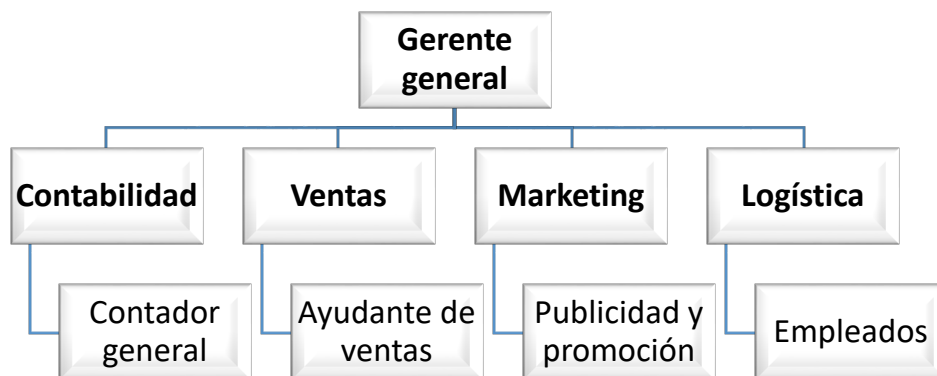 Gerente
general
Contabilidad
Ventas
Marketing
Logística
Contador
general
Ayudante de
ventas
Publicidad y
promoción
Empleados